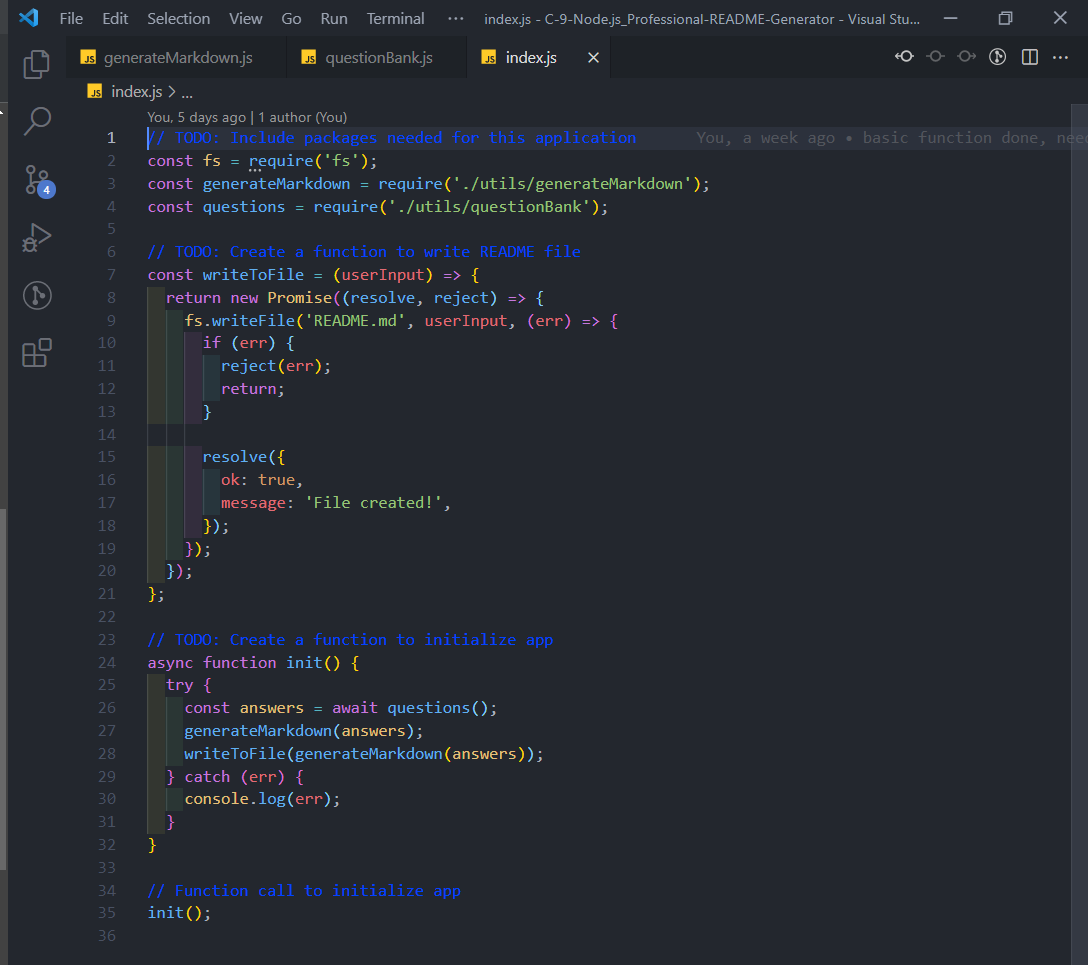 File Edit Selection View Go Run Terminal ··· index.js - C-9-Node.js_Professional-README-Generator - Visual Stu...
JS generateMarkdown.js JS questionBank.js JS index.js
JS index.js > ...
You, 5 days ago | 1 author (You)
1 // TODO: Include packages needed for this application You, a week ago • basic function done, nee
2 const fs = require('fs');
3 const generateMarkdown = require('./utils/generateMarkdown');
4 const questions = require('./utils/questionBank');
5
6 // TODO: Create a function to write README file
7 const writeToFile = (userInput) => {
8 return new Promise((resolve, reject) => {
9 fs.writeFile('README.md', userInput, (err) => {
10 if (err) {
11 reject(err);
12 return;
13 }
14
15 resolve({
16 ok: true,
17 message: 'File created!',
18 });
19 });
20 });
21 };
22
23 // TODO: Create a function to initialize app
24 async function init() {
25 try {
26 const answers = await questions();
27 generateMarkdown(answers);
28 writeToFile(generateMarkdown(answers));
29 } catch (err) {
30 console.log(err);
31 }
32 }
33
34 // Function call to initialize app
35 init();
36
4